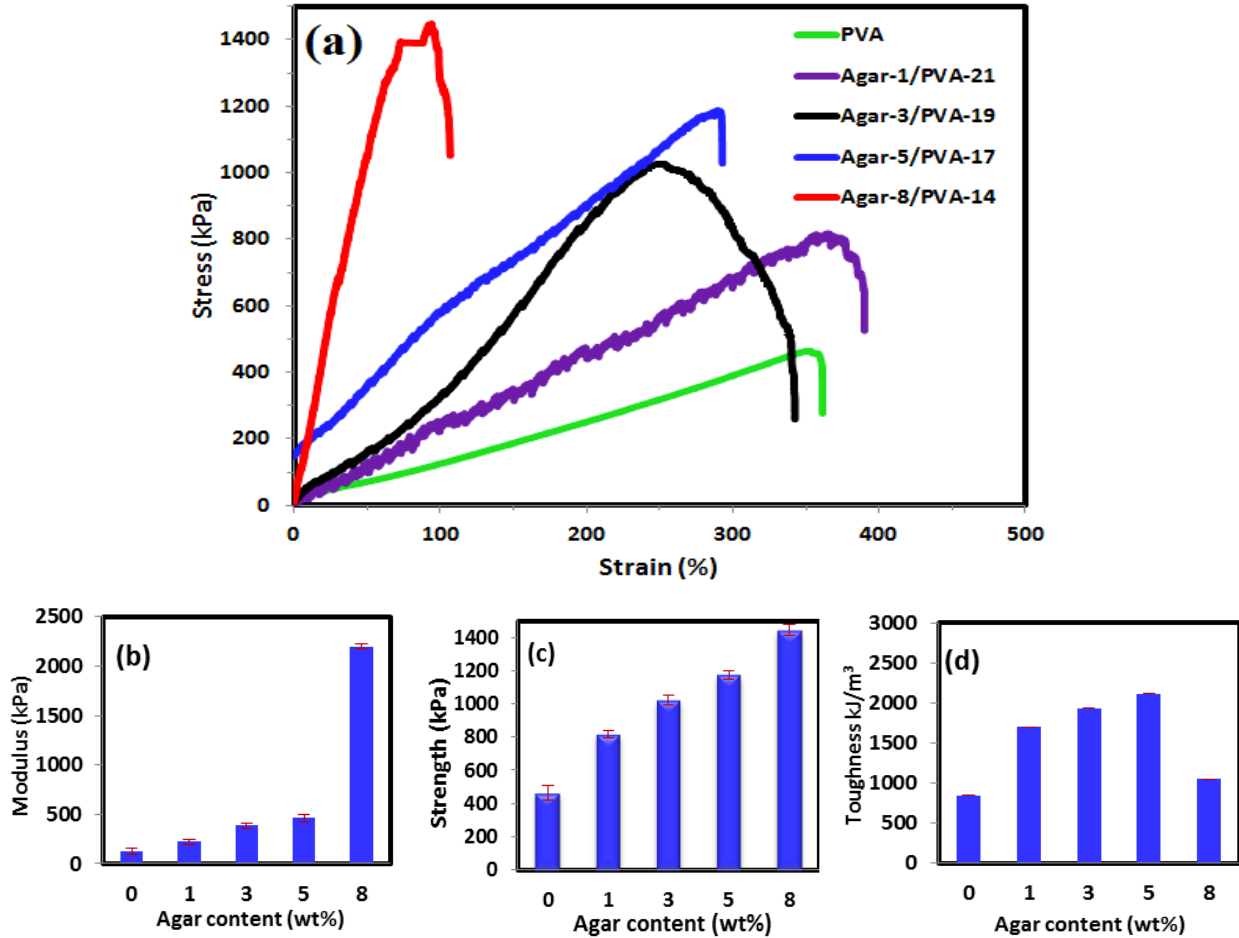 (a)
PVA
Agar-1/PVA-21
Agar-3/PVA-19
Agar-5/PVA-17
Agar-8/PVA-14
Stress (kPa)
1400
1200
1000
800
600
400
200
0
0 100 200 300 400 500
Strain (%)
(b)
Modulus (kPa)
2500
2000
1500
1000
500
0
0 1 3 5 8
Agar content (wt%)
(c)
Strength (kPa)
1400
1200
1000
800
600
400
200
0
0 1 3 5 8
Agar content (wt%)
(d)
Toughness kJ/m³
3000
2500
2000
1500
1000
500
0
0 1 3 5 8
Agar content (wt%)